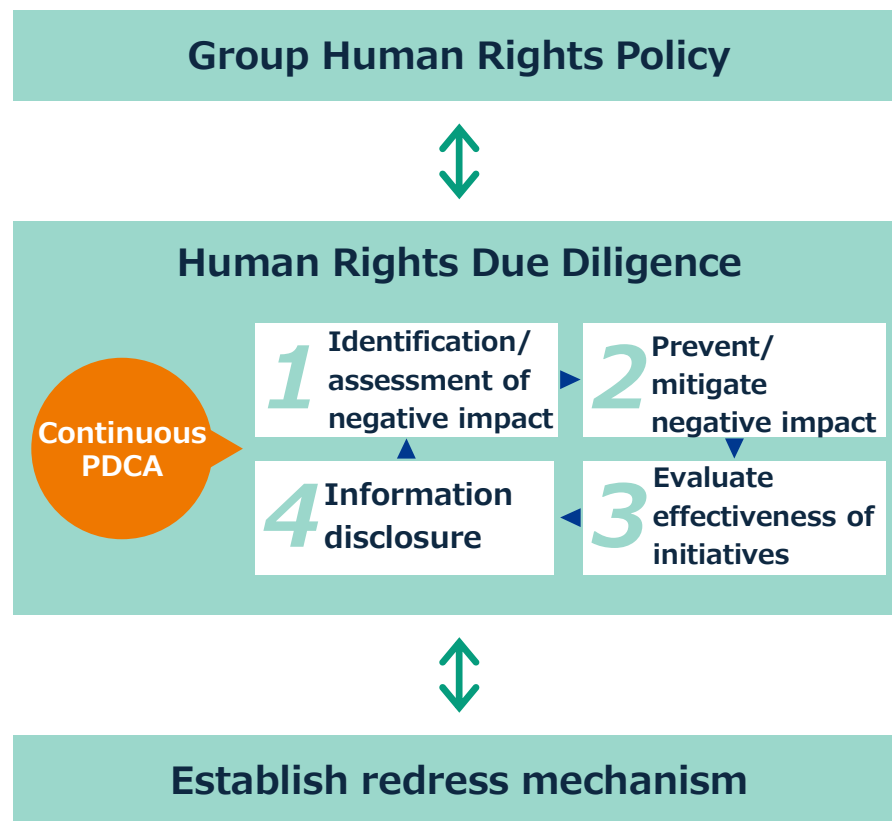 Group Human Rights Policy
Human Rights Due Diligence
Continuous
PDCA
1
Identification/
assessment of
negative impact
2
Prevent/
mitigate
negative impact
3
Evaluate
effectiveness of
initiatives
4
Information
disclosure
Establish redress mechanism